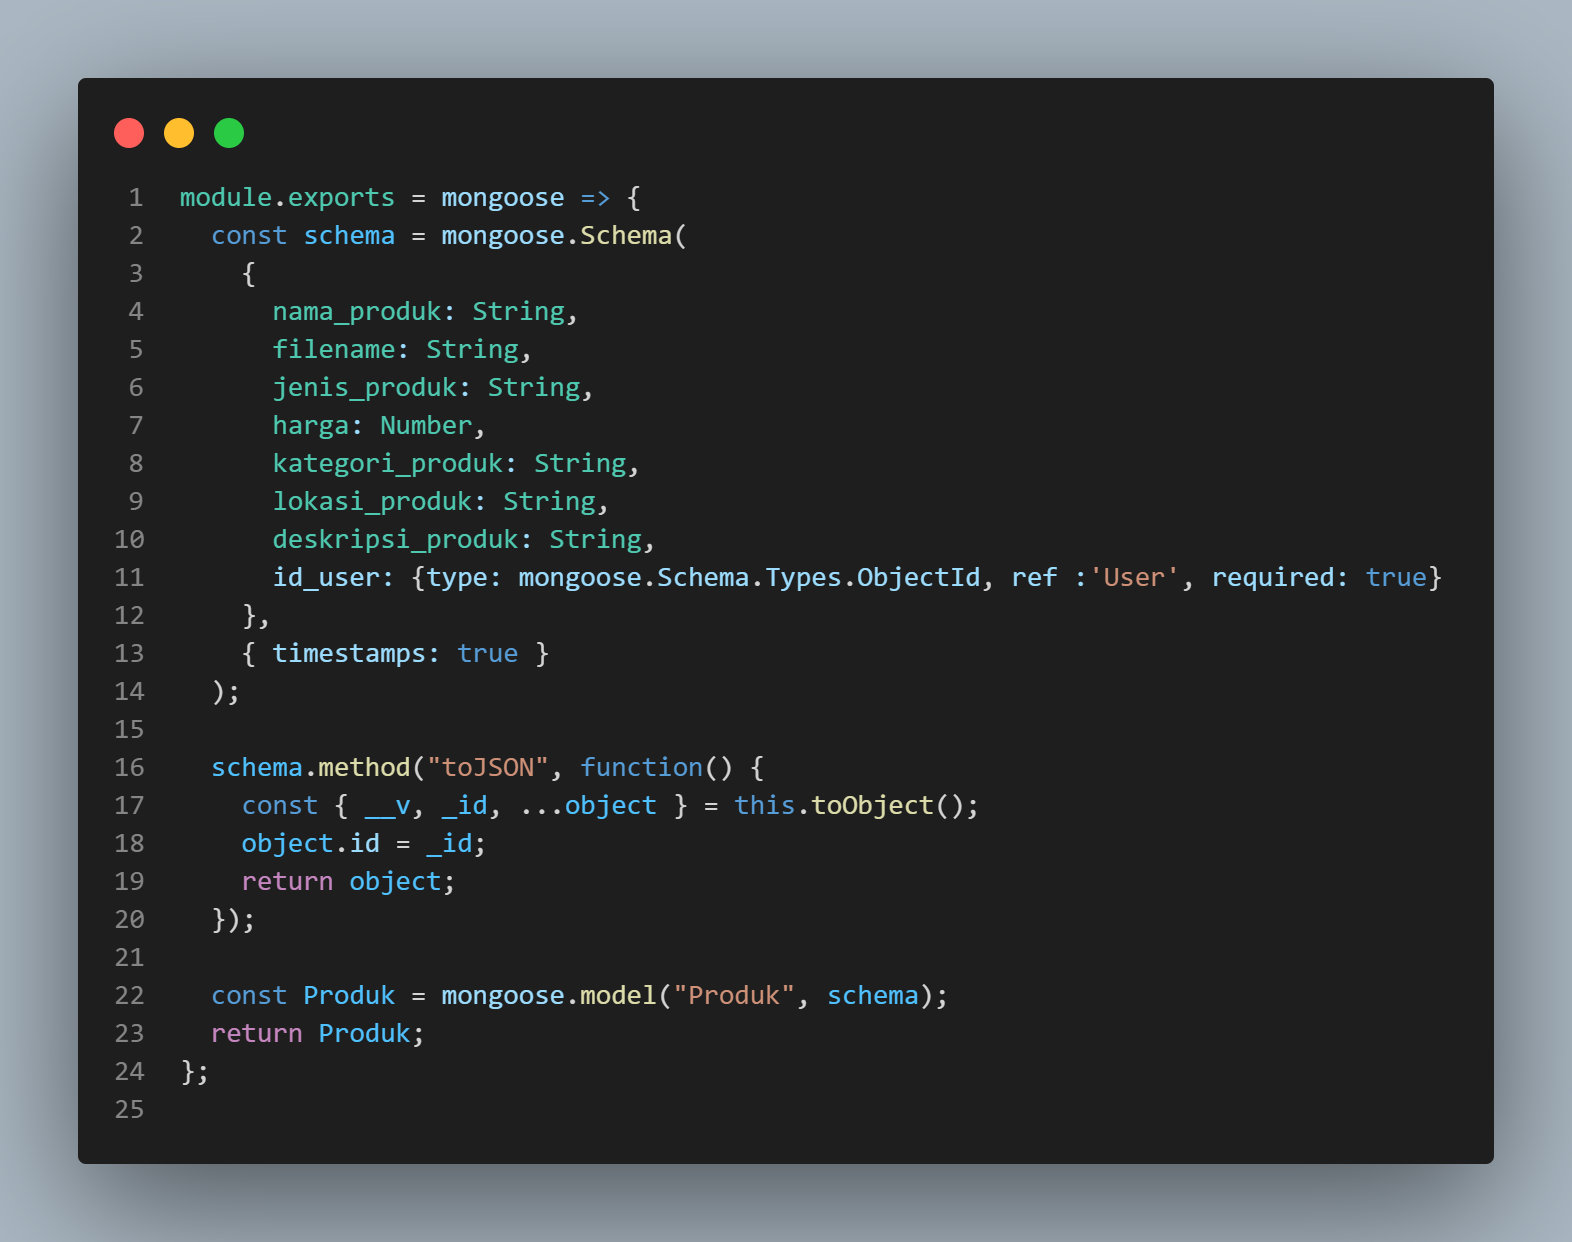 1 module.exports = mongoose => {
2   const schema = mongoose.Schema(
3     {
4       nama_produk: String,
5       filename: String,
6       jenis_produk: String,
7       harga: Number,
8       kategori_produk: String,
9       lokasi_produk: String,
10       deskripsi_produk: String,
11       id_user: {type: mongoose.Schema.Types.ObjectId, ref :'User', required: true}
12     },
13     { timestamps: true }
14   );
15
16   schema.method("toJSON", function() {
17     const { __v, _id, ...object } = this.toObject();
18     object.id = _id;
19     return object;
20   });
21
22   const Produk = mongoose.model("Produk", schema);
23   return Produk;
24 };
25